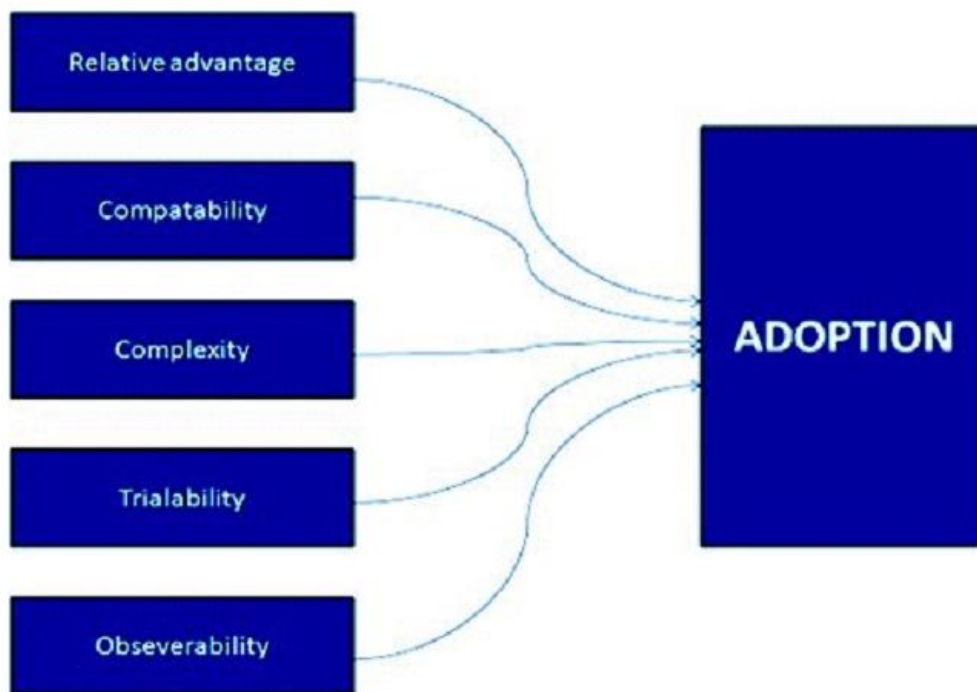 Relative advantage
Compatability
Complexity
Trialability
Obseverability
ADOPTION